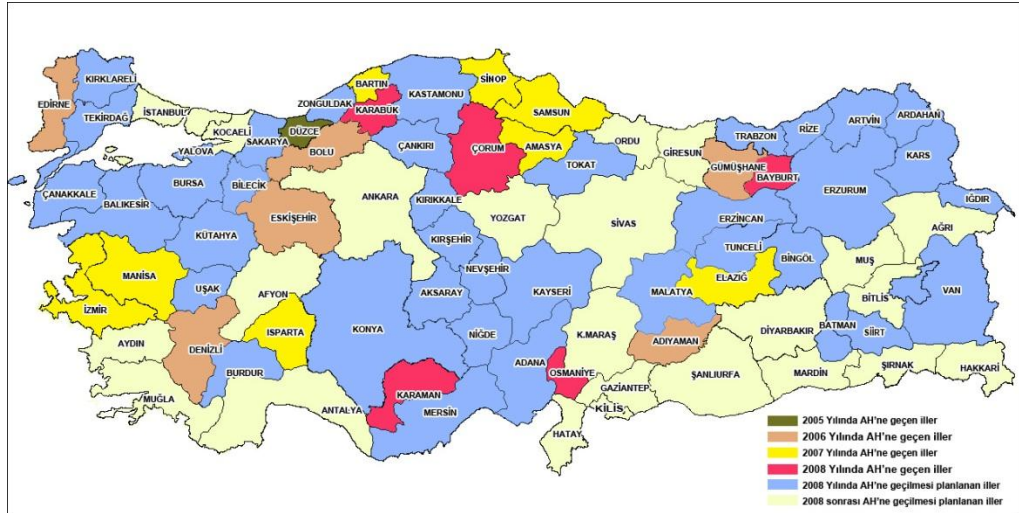 KIRKLARELİ
EDİRNE
TEKİRDAĞ
İSTANBUL
KOCAELİ
YALOVA
SAKARYA
DÜZCE
ZONGULDAK
BARTIN
KARABÜK
KASTAMONU
SİNOP
SAMSUN
BOLU
ÇANKIRI
ÇORUM
AMASYA
TOKAT
ORDU
GİRESUN
TRABZON
RİZE
ARTVİN
ARDAHAN
KARS
GÜMÜŞHANE
BAYBURT
ERZURUM
IĞDIR
AĞRI
ÇANAKKALE
BALIKESİR
BURSA
BİLECİK
ESKİŞEHİR
ANKARA
KIRIKKALE
YOZGAT
SİVAS
ERZİNCAN
TUNCELİ
BİNGÖL
MUŞ
BİTLİS
VAN
KÜTAHYA
KIRŞEHİR
NEVŞEHİR
KAYSERİ
MALATYA
ELAZIĞ
MANİSA
İZMİR
UŞAK
AFYON
KONYA
AKSARAY
NİĞDE
K.MARAŞ
ADIYAMAN
DİYARBAKIR
BATMAN
SİİRT
ŞIRNAK
HAKKARİ
AYDIN
DENİZLİ
ISPARTA
BURDUR
MUĞLA
ANTALYA
KARAMAN
MERSİN
ADANA
OSMANİYE
GAZİANTEP
KİLİS
HATAY
ŞANLIURFA
MARDİN
2005 Yılında AH'ne geçen iller
2006 Yılında AH'ne geçen iller
2007 Yılında AH'ne geçen iller
2008 Yılında AH'ne geçen iller
2008 Yılında AH'ne geçilmesi planlanan iller
2008 sonrası AH'ne geçilmesi planlanan iller